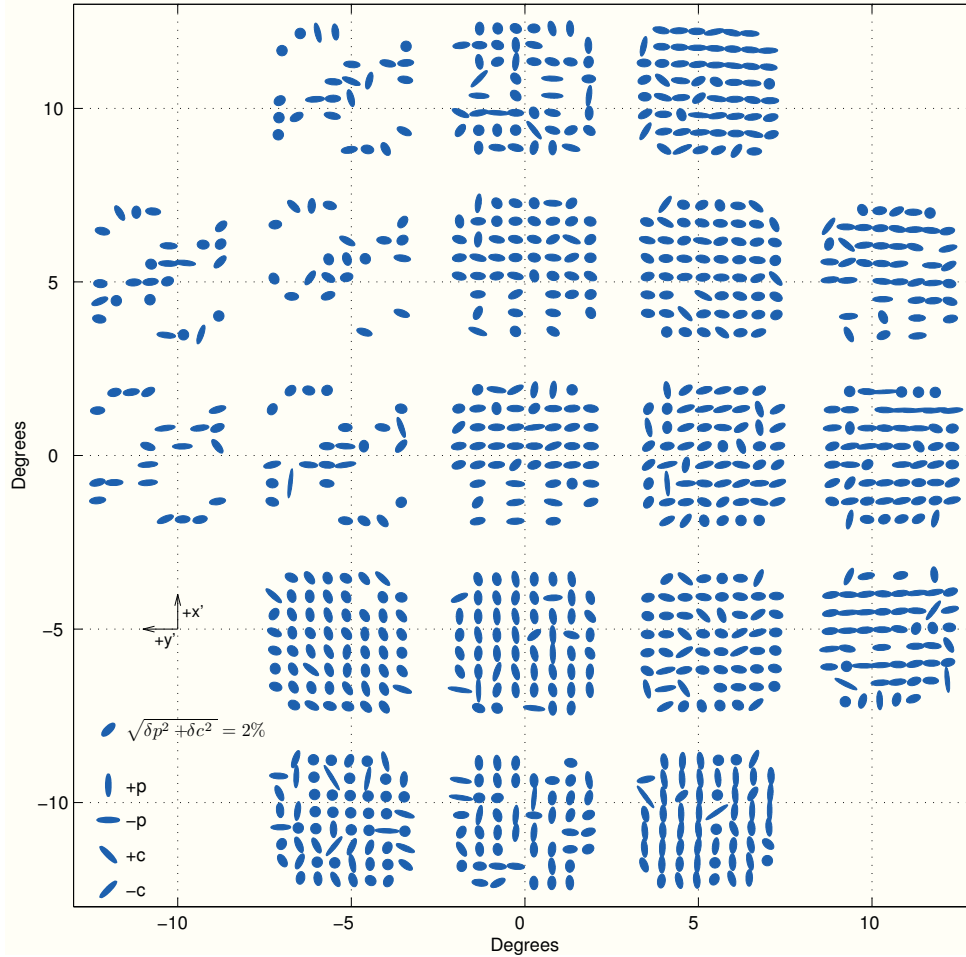 10
5
0
−5
−10
Degrees
+x'
+y'
√δp² +δc² = 2%
+p
−p
+c
−c
−10
−5
0
5
10
Degrees